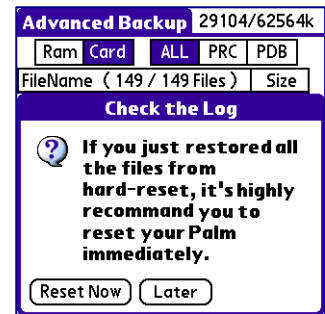 Advanced Backup 29104/62564k
Ram Card ALL PRC PDB
FileName ( 149 / 149 Files ) Size
Check the Log
If you just restored all
the files from
hard-reset, it's highly
recommand you to
reset your Palm
immediately.
Reset Now Later